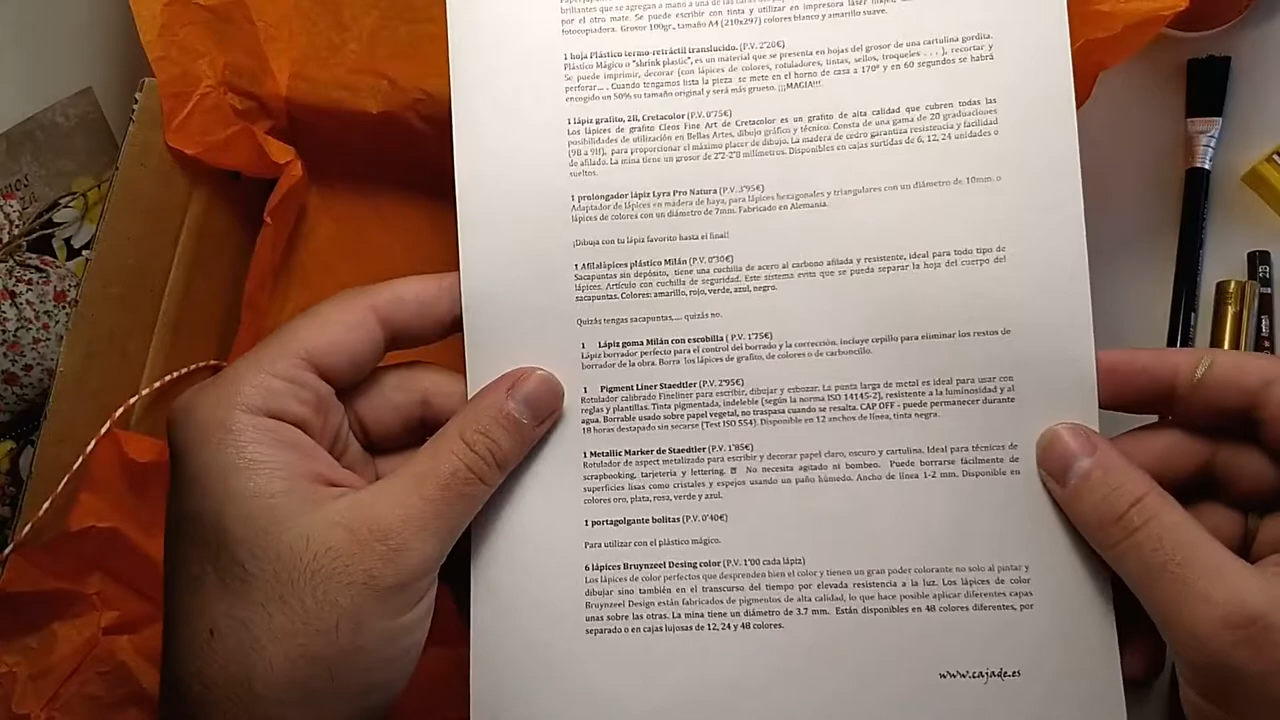 brillantes que se agregan a mano a una de las
por el otro mate. Se puede escribir con tinta y utilizar en impresora láser
fotocopiadora. Grosor 100gr., tamaño A4 (210x297) colores blanco y amarillo suave.
1 hoja Plástico termo-retráctil translucido. (P.V. 2'20€)
Plástico Mágico o "shrink plastic", es un material que se presenta en hojas del grosor de una cartulina gordita.
Se puede imprimir, decorar (con lápices de colores, rotuladores, tintas, sellos, troqueles . . . ), recortar y
perforar... . Cuando tengamos lista la pieza se mete en el horno de casa a 170º y en 60 segundos se habrá
encogido un 50% su tamaño original y será más grueso. ¡¡¡MAGIA!!!
1 lápiz grafito, 2B, Cretacolor (P.V. 0'75€)
Los lápices de grafito Cleos Fine Art de Cretacolor es un grafito de alta calidad que cubren todas las
posibilidades de utilización en Bellas Artes, dibujo gráfico y técnico. Consta de una gama de 20 graduaciones
(9B a 9H), para proporcionar el máximo placer de dibujo. La madera de cedro garantiza resistencia y facilidad
de afilado. La mina tiene un grosor de 2'2-2'8 milímetros. Disponibles en cajas surtidas de 6, 12, 24 unidades o
sueltos.
1 prolongador lápiz Lyra Pro Natura (P.V. 3'95€)
Adaptador de lápices en madera de haya, para lápices hexagonales y triangulares con un diámetro de 10mm o
lápices de colores con un diámetro de 7mm. Fabricado en Alemania.
¡Dibuja con tu lápiz favorito hasta el final!
1 Afilalàpices plástico Milán (P.V. 0'30€)
Sacapuntas sin depósito, tiene una cuchilla de acero al carbono afilada y resistente, ideal para todo tipo de
lápices. Artículo con cuchilla de seguridad. Este sistema evita que se pueda separar la hoja del cuerpo del
sacapuntas. Colores: amarillo, rojo, verde, azul, negro.
Quizás tengas sacapuntas,.... quizás no.
1 Lápiz goma Milán con escobilla ( P.V. 1'75€)
Lápiz borrador perfecto para el control del borrado y la corrección. Incluye cepillo para eliminar los restos de
borrador de la obra. Borra los lápices de grafito, de colores o de carboncillo.
1 Pigment Liner Staedtler (P.V. 2'95€)
Rotulador calibrado Fineliner para escribir, dibujar y esbozar. La punta larga de metal es ideal para usar con
reglas y plantillas. Tinta pigmentada, indeleble (según la norma ISO 14145-2), resistente a la luminosidad y al
agua. Borrable usado sobre papel vegetal, no traspasa cuando se resalta. CAP OFF - puede permanecer durante
18 horas destapado sin secarse (Test ISO 554). Disponible en 12 anchos de línea, tinta negra.
1 Metallic Marker de Staedtler (P.V. 1'85€)
Rotulador de aspect metalizado para escribir y decorar papel claro, oscuro y cartulina. Ideal para técnicas de
scrapbooking, tarjetería y lettering. No necesita agitado ni bombeo. Puede borrarse fácilmente de
superfícies lisas como cristales y espejos usando un paño húmedo. Ancho de línea 1-2 mm. Disponible en
colores oro, plata, rosa, verde y azul.
1 portagolgante bolitas (P.V. 0'40€)
Para utilizar con el plástico mágico.
6 lápices Bruynzeel Desing color (P.V. 1'00 cada lápiz)
Los lápices de color perfectos que desprenden bien el color y tienen un gran poder colorante no solo al pintar y
dibujar sino también en el transcurso del tiempo por elevada resistencia a la luz. Los lápices de color
Bruynzeel Design están fabricados de pigmentos de alta calidad, lo que hace posible aplicar diferentes capas
unas sobre las otras. La mina tiene un diámetro de 3.7 mm. Están disponibles en 48 colores diferentes, por
separado o en cajas lujosas de 12, 24 y 48 colores.
www.cajade.es
2B